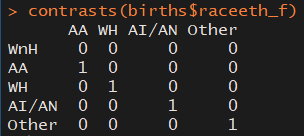 > contrasts(births$raceeth_f)
AA WH AI/AN Other
WnH 0 0 0 0
AA 1 0 0 0
WH 0 1 0 0
AI/AN 0 0 1 0
Other 0 0 0 1